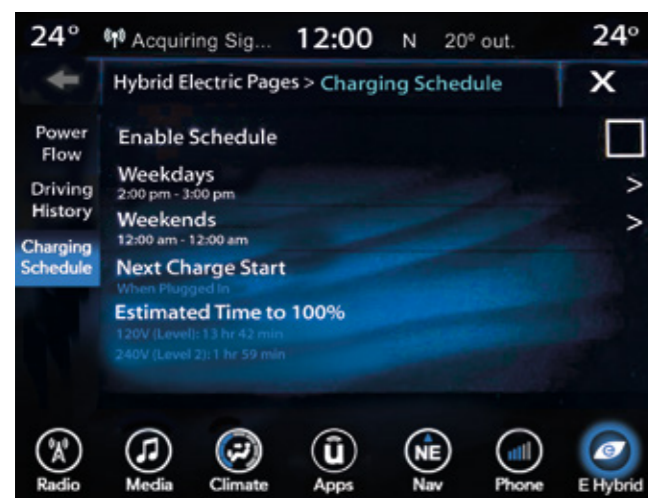 24° Acquiring Sig... 12:00 N 20° out. 24°
Hybrid Electric Pages > Charging Schedule X
Power
Flow
Driving
History
Charging
Schedule
Enable Schedule
Weekdays >
2:00 pm - 3:00 pm
Weekends >
12:00 am - 12:00 am
Next Charge Start
When Plugged In
Estimated Time to 100%
120V (Level): 13 hr 42 min
240V (Level 2): 1 hr 59 min
Radio
Media
Climate
ū
Apps
NE
Nav
Phone
e
E Hybrid